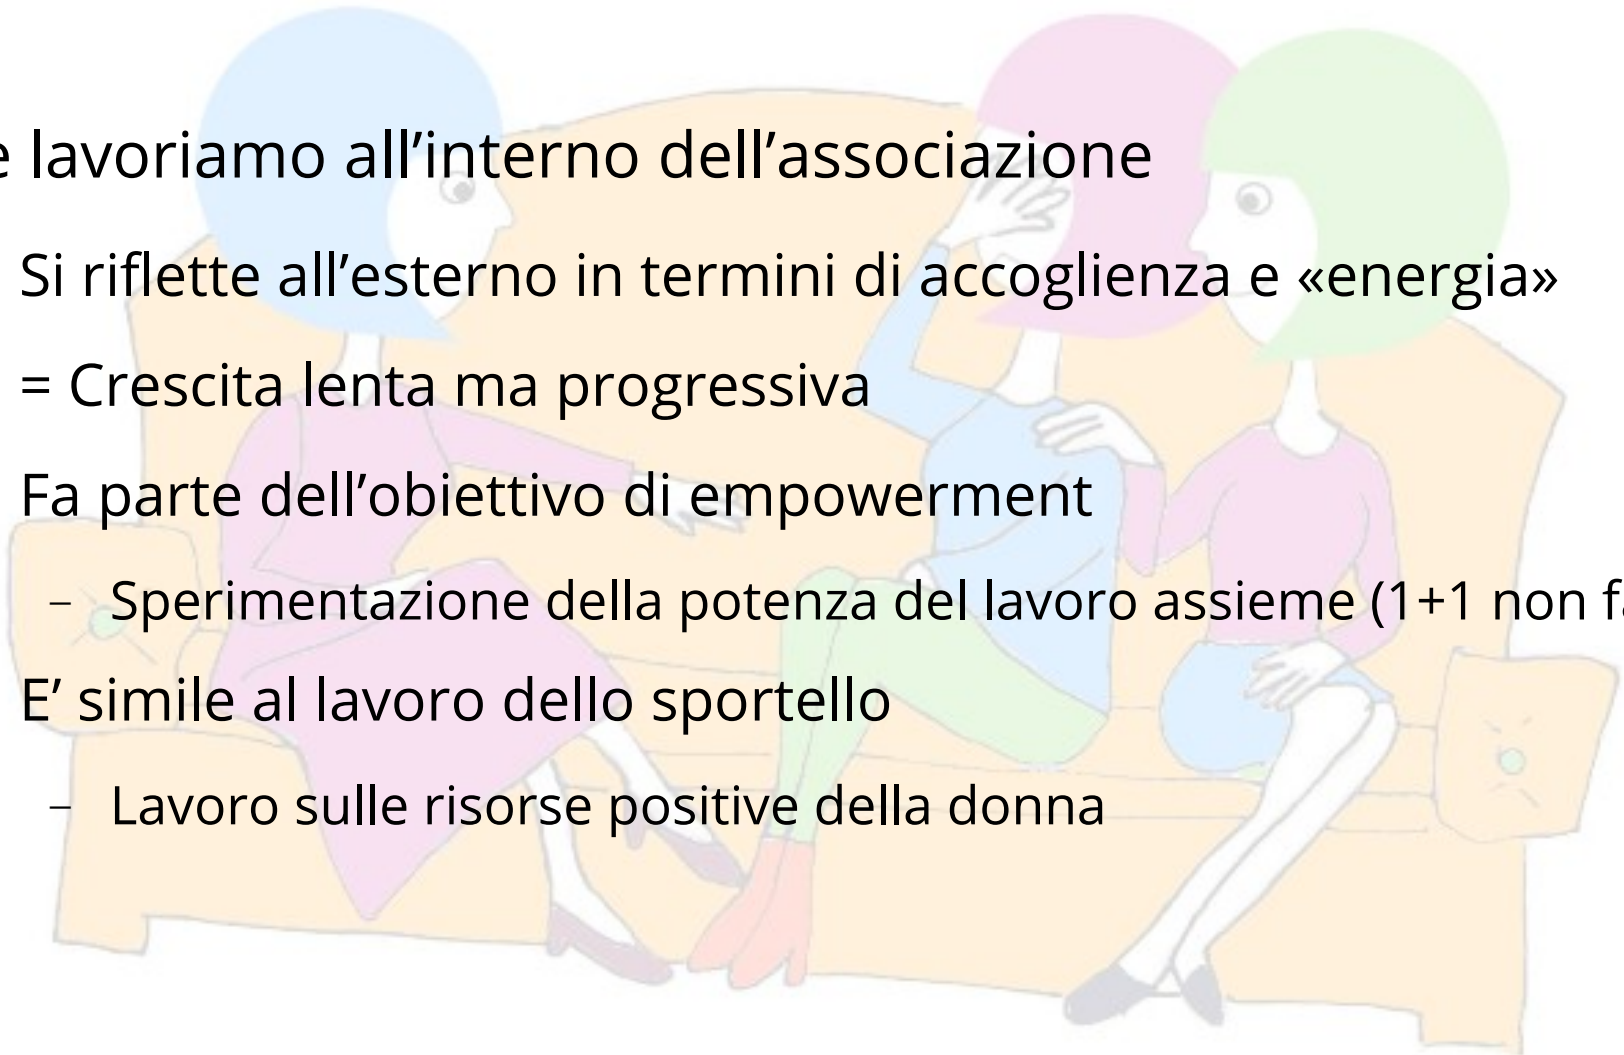 lavoriamo all’interno dell’associazione
Si riflette all’esterno in termini di accoglienza e «energia»
= Crescita lenta ma progressiva
Fa parte dell’obiettivo di empowerment
– Sperimentazione della potenza del lavoro assieme (1+1 non
E’ simile al lavoro dello sportello
– Lavoro sulle risorse positive della donna